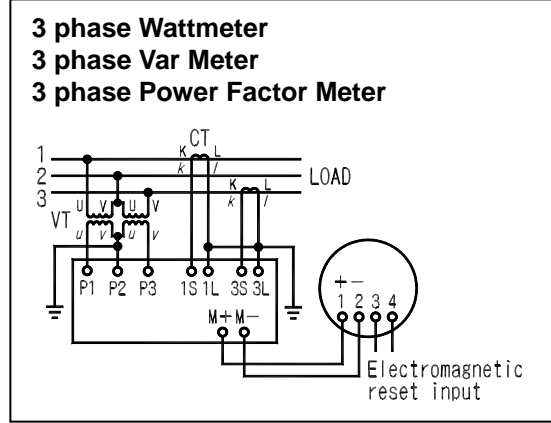 3 phase Wattmeter
3 phase Var Meter
3 phase Power Factor Meter
CT
1 K L
2 k l LOAD
3 K L
U V U V k l
VT u v u v
P1 P2 P3 1S 1L 3S 3L
+ -
1 2 3 4
M+ M-
Electromagnetic
reset input